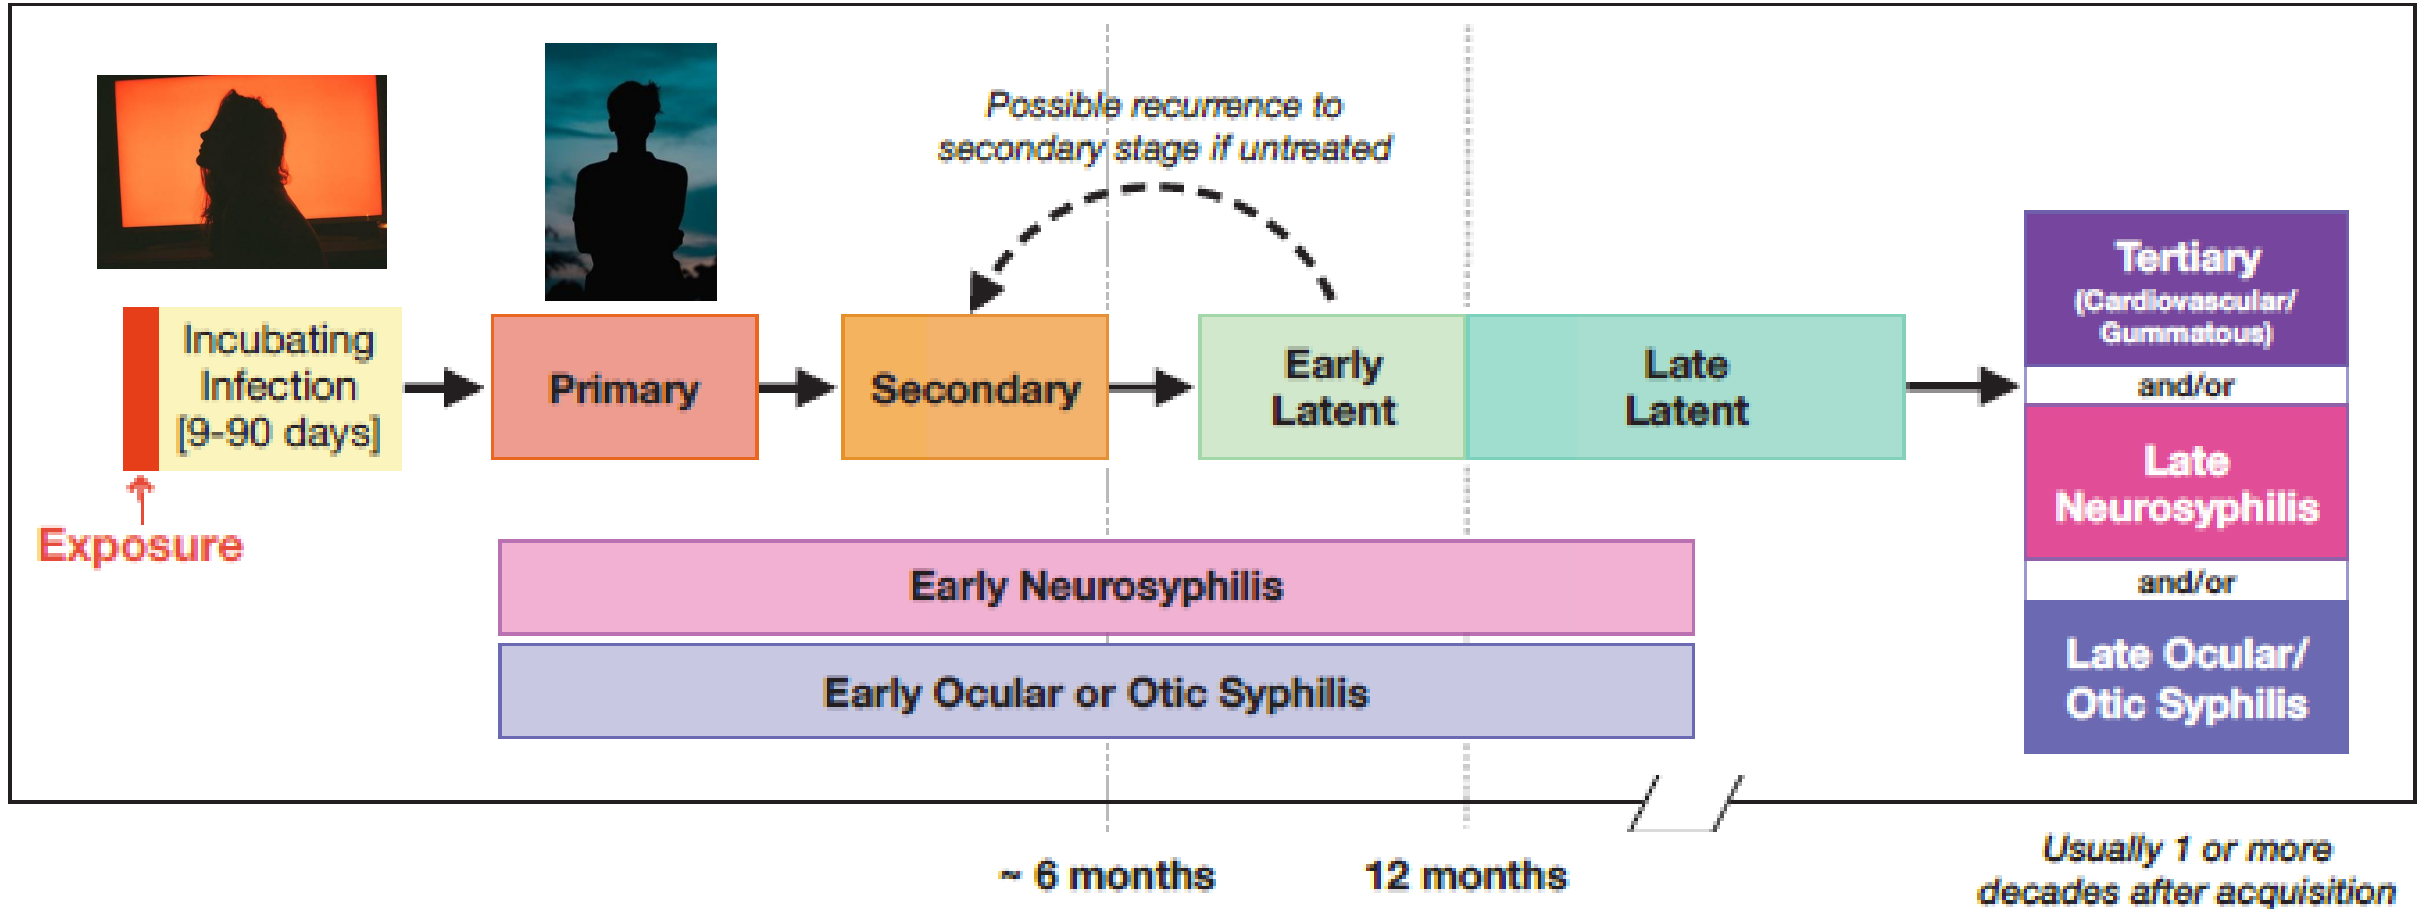 Possible recurrence to
secondary stage if untreated
Incubating
Infection
[9-90 days]
Exposure
Primary
Secondary
Early
Latent
Late
Latent
Tertiary
(Cardiovascular/
Gummatous)
and/or
Late
Neurosyphilis
and/or
Late Ocular/
Otic Syphilis
Early Neurosyphilis
Early Ocular or Otic Syphilis
~ 6 months
12 months
Usually 1 or more
decades after acquisition